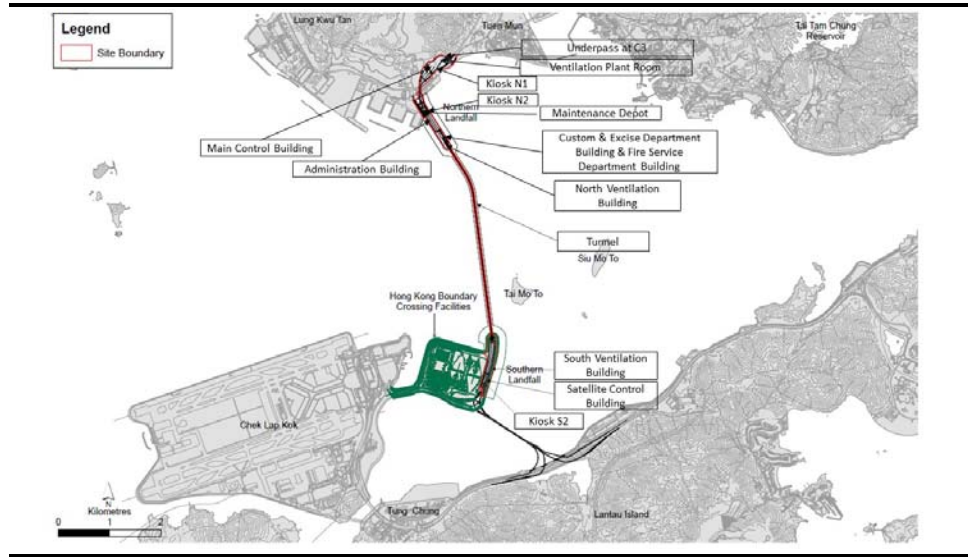 Legend
Site Boundary
Lung Kwu Tan
Tuen Mun
Tai Tam Chung
Reservoir
Underpass at C3
Ventilation Plant Room
Kiosk N1
Kiosk N2
Northern
Landfall
Maintenance Depot
Main Control Building
Administration Building
Custom & Excise Department
Building & Fire Service
Department Building
North Ventilation
Building
Tunnel
Siu Mo To
Tai Mo To
Hong Kong Boundary
Crossing Facilities
Southern
Landfall
South Ventilation
Building
Satellite Control
Building
Kiosk S2
Chek Lap Kok
Tung Chung
Lantau Island
N
Kilometres
0 1 2